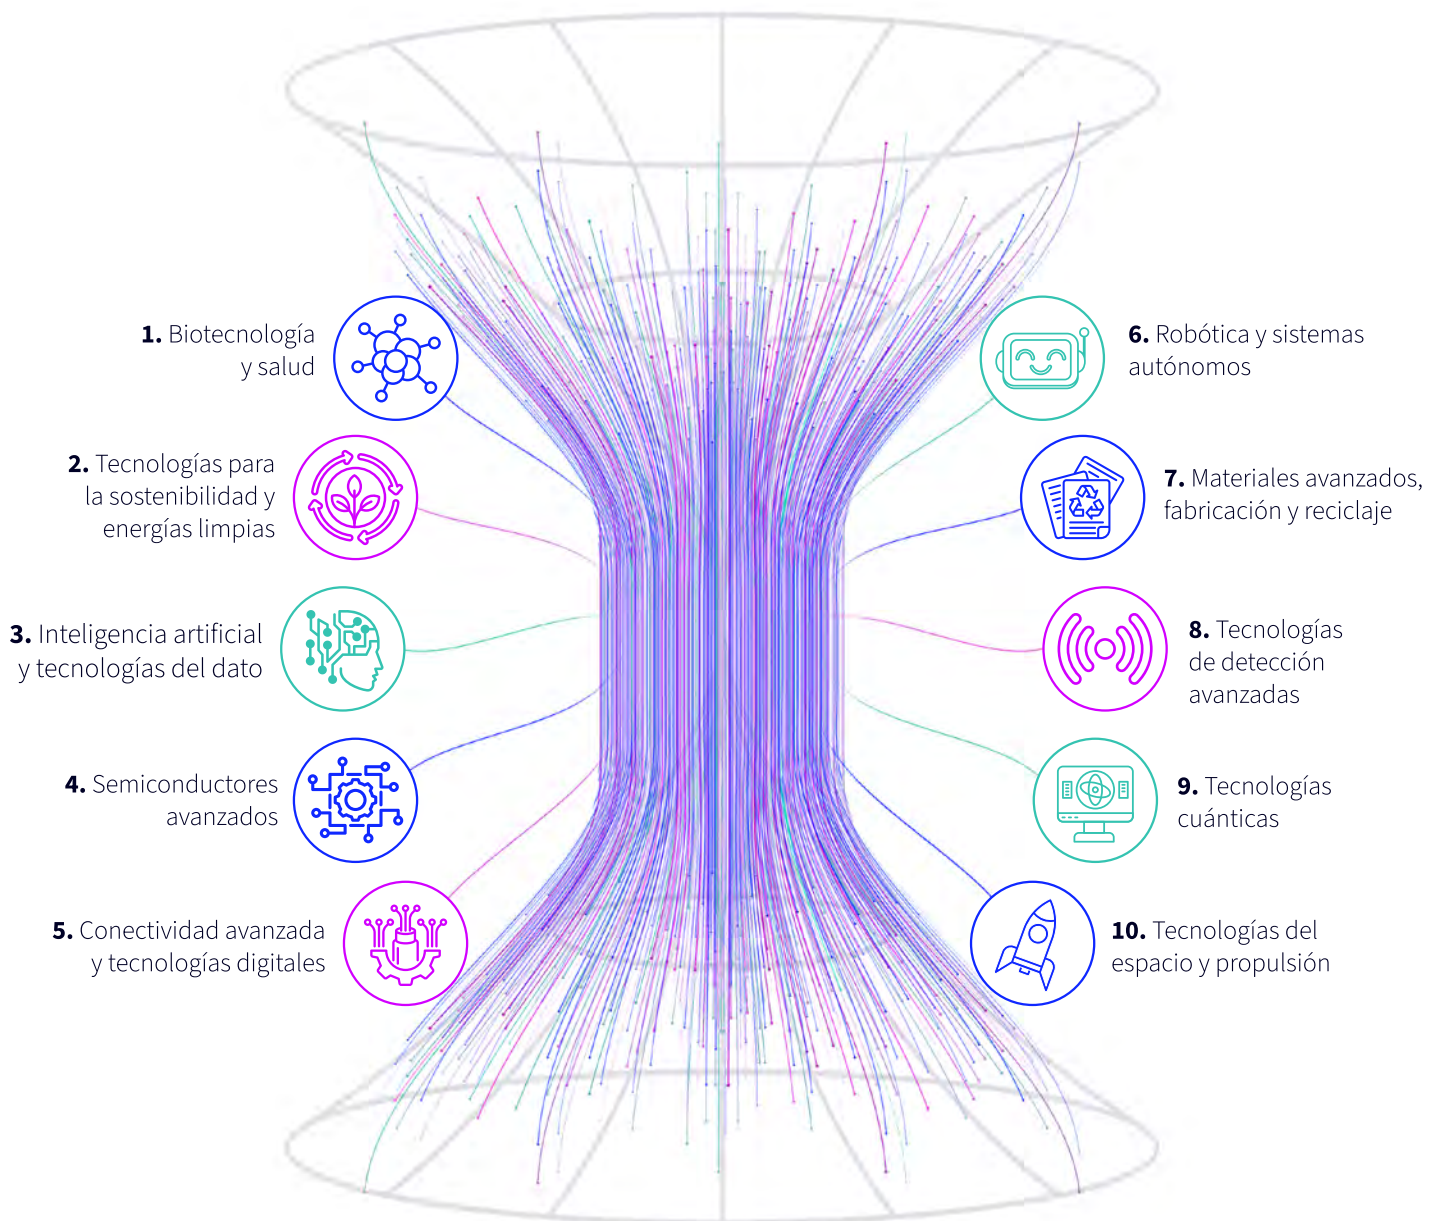 1. Biotecnología
y salud
2. Tecnologías para
la sostenibilidad y
energías limpias
3. Inteligencia artificial
y tecnologías del dato
4. Semiconductores
avanzados
5. Conectividad avanzada
y tecnologías digitales
6. Robótica y sistemas
autónomos
7. Materiales avanzados,
fabricación y reciclaje
8. Tecnologías
de detección
avanzadas
9. Tecnologías
cuánticas
10. Tecnologías del
espacio y propulsión